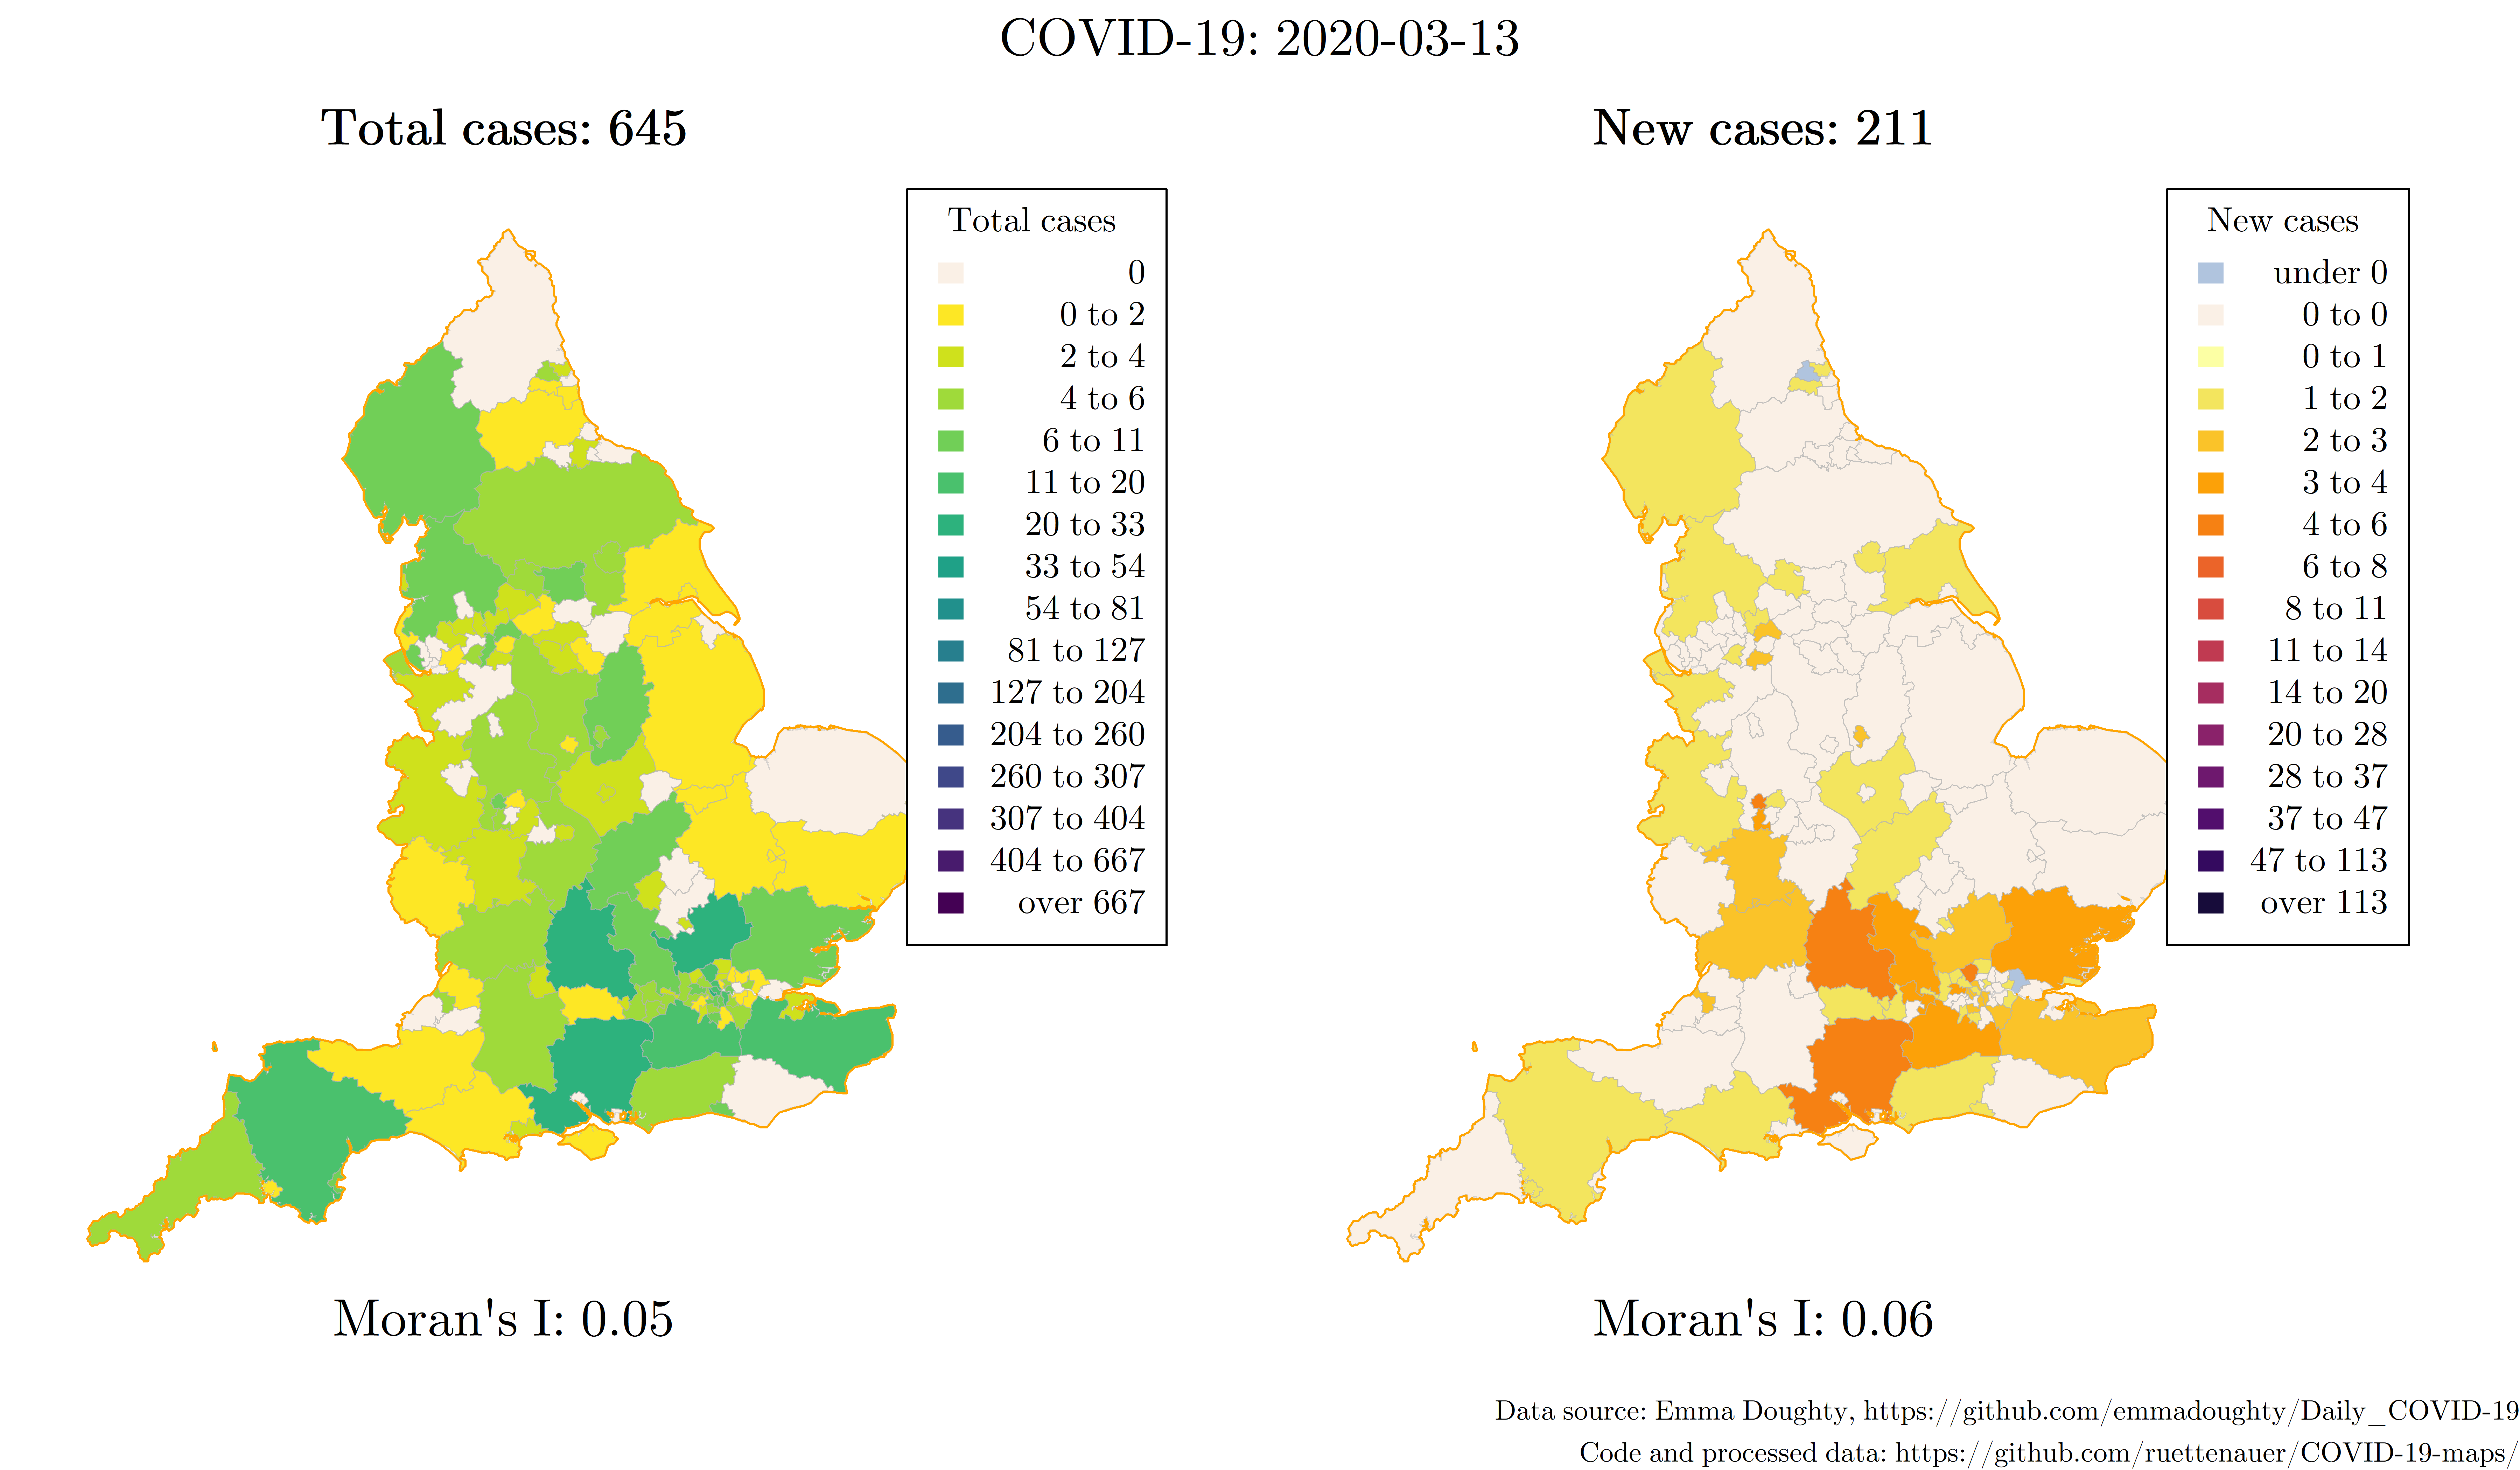 COVID-19: 2020-03-13
Total cases: 645
Total cases
0
0 to 2
2 to 4
4 to 6
6 to 11
11 to 20
20 to 33
33 to 54
54 to 81
81 to 127
127 to 204
204 to 260
260 to 307
307 to 404
404 to 667
over 667
Moran's I: 0.05
New cases: 211
New cases
under 0
0 to 0
0 to 1
1 to 2
2 to 3
3 to 4
4 to 6
6 to 8
8 to 11
11 to 14
14 to 20
20 to 28
28 to 37
37 to 47
47 to 113
over 113
Moran's I: 0.06
Data source: Emma Doughty, https://github.com/emmadoughty/Daily_COVID-19
Code and processed data: https://github.com/ruettenauer/COVID-19-maps/